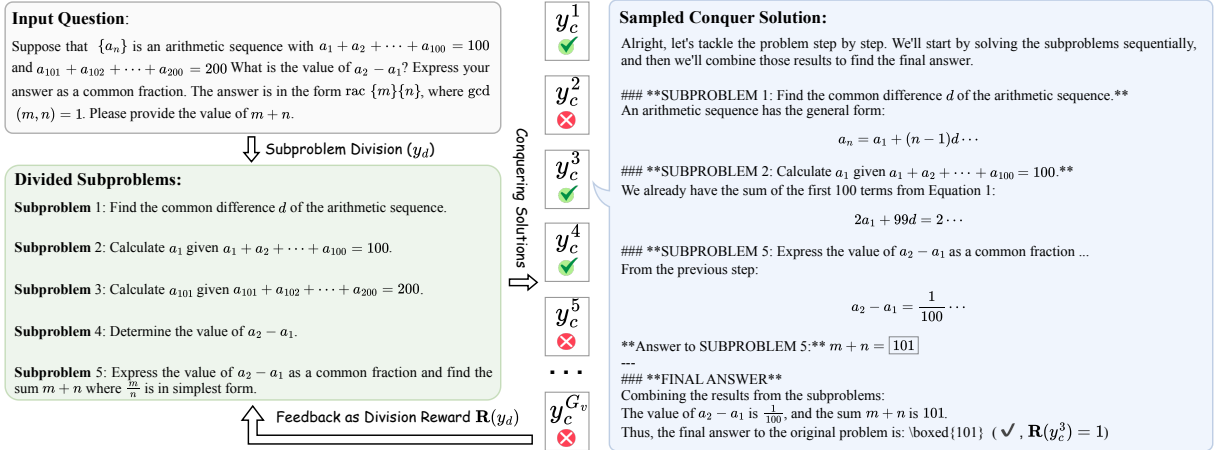 Input Question:
Suppose that {a_n} is an arithmetic sequence with a_1 + a_2 + ··· + a_100 = 100
and a_101 + a_102 + ··· + a_200 = 200 What is the value of a_2 − a_1? Express your
answer as a common fraction. The answer is in the form rac {m}{n}, where gcd
(m, n) = 1. Please provide the value of m + n.
Subproblem Division (y_d)
Divided Subproblems:
Subproblem 1: Find the common difference d of the arithmetic sequence.
Subproblem 2: Calculate a_1 given a_1 + a_2 + ··· + a_100 = 100.
Subproblem 3: Calculate a_101 given a_101 + a_102 + ··· + a_200 = 200.
Subproblem 4: Determine the value of a_2 − a_1.
Subproblem 5: Express the value of a_2 − a_1 as a common fraction and find the
sum m + n where m/n is in simplest form.
Feedback as Division Reward R(y_d)
Conquering Solutions
y_c^1
y_c^2
y_c^3
y_c^4
y_c^5
...
y_c^{G_v}
Sampled Conquer Solution:
Alright, let's tackle the problem step by step. We'll start by solving the subproblems sequentially,
and then we'll combine those results to find the final answer.
### **SUBPROBLEM 1: Find the common difference d of the arithmetic sequence.**
An arithmetic sequence has the general form:
a_n = a_1 + (n − 1)d ···
### **SUBPROBLEM 2: Calculate a_1 given a_1 + a_2 + ··· + a_100 = 100.**
We already have the sum of the first 100 terms from Equation 1:
2a_1 + 99d = 2 ···
### **SUBPROBLEM 5: Express the value of a_2 − a_1 as a common fraction ...
From the previous step:
a_2 − a_1 = 1/100 ···
**Answer to SUBPROBLEM 5:** m + n = 101
---
### **FINAL ANSWER**
Combining the results from the subproblems:
The value of a_2 − a_1 is 1/100, and the sum m + n is 101.
Thus, the final answer to the original problem is: \boxed{101} ( ✓, R(y_c^3) = 1)